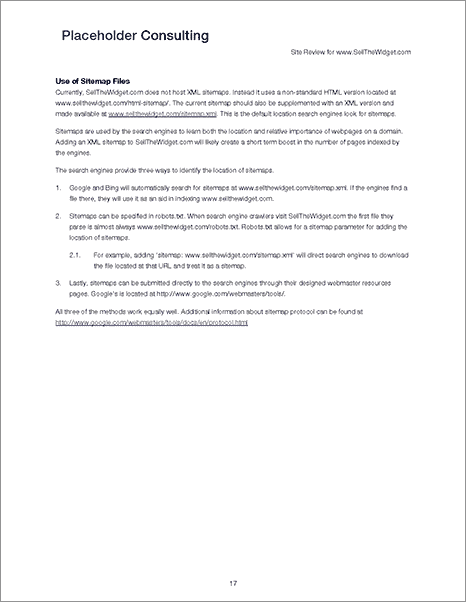 Placeholder Consulting
Site Review for www.SellTheWidget.com
Use of Sitemap Files
Currently, SellTheWidget.com does not host XML sitemaps. Instead it uses a non-standard HTML version located at
www.sellthewidget.com/html-sitemap/. The current sitemap should also be supplemented with an XML version and
made available at www.sellthewidget.com/sitemap.xml. This is the default location search engines look for sitemaps.
Sitemaps are used by the search engines to learn both the location and relative importance of webpages on a domain.
Adding an XML sitemap to SellTheWidget.com will likely create a short term boost in the number of pages indexed by
the engines.
The search engines provide three ways to identify the location of sitemaps.
1. Google and Bing will automatically search for sitemaps at www.sellthewidget.com/sitemap.xml. If the engines find a
file there, they will use it as an aid in indexing www.sellthewidget.com.
2. Sitemaps can be specified in robots.txt. When search engine crawlers visit SellTheWidget.com the first file they
parse is almost always www.sellthewidget.com/robots.txt. Robots.txt allows for a sitemap parameter for adding the
location of sitemaps.
2.1. For example, adding 'sitemap: www.sellthewidget.com/sitemap.xml' will direct search engines to download
the file located at that URL and treat it as a sitemap.
3. Lastly, sitemaps can be submitted directly to the search engines through their designed webmaster resources
pages. Google's is located at http://www.google.com/webmasters/tools/.
All three of the methods work equally well. Additional information about sitemap protocol can be found at
http://www.google.com/webmasters/tools/docs/en/protocol.html
17